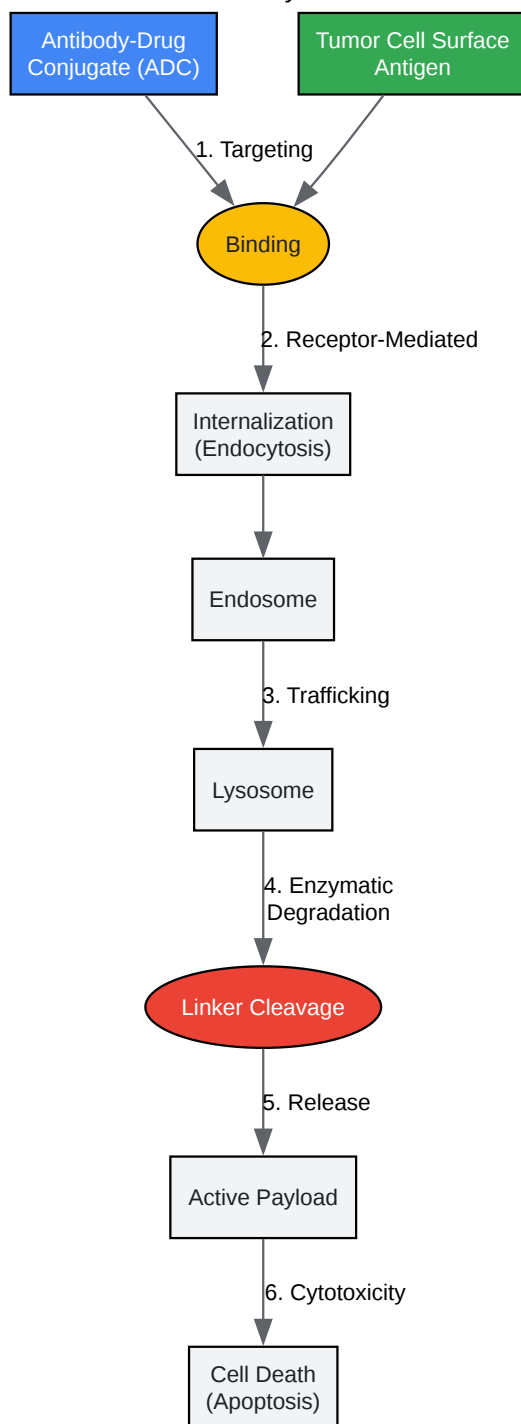 Antibody-Drug
Conjugate (ADC)
Tumor Cell Surface
Antigen
1. Targeting
Binding
2. Receptor-Mediated
Internalization
(Endocytosis)
Endosome
3. Trafficking
Lysosome
4. Enzymatic
Degradation
Linker Cleavage
5. Release
Active Payload
6. Cytotoxicity
Cell Death
(Apoptosis)